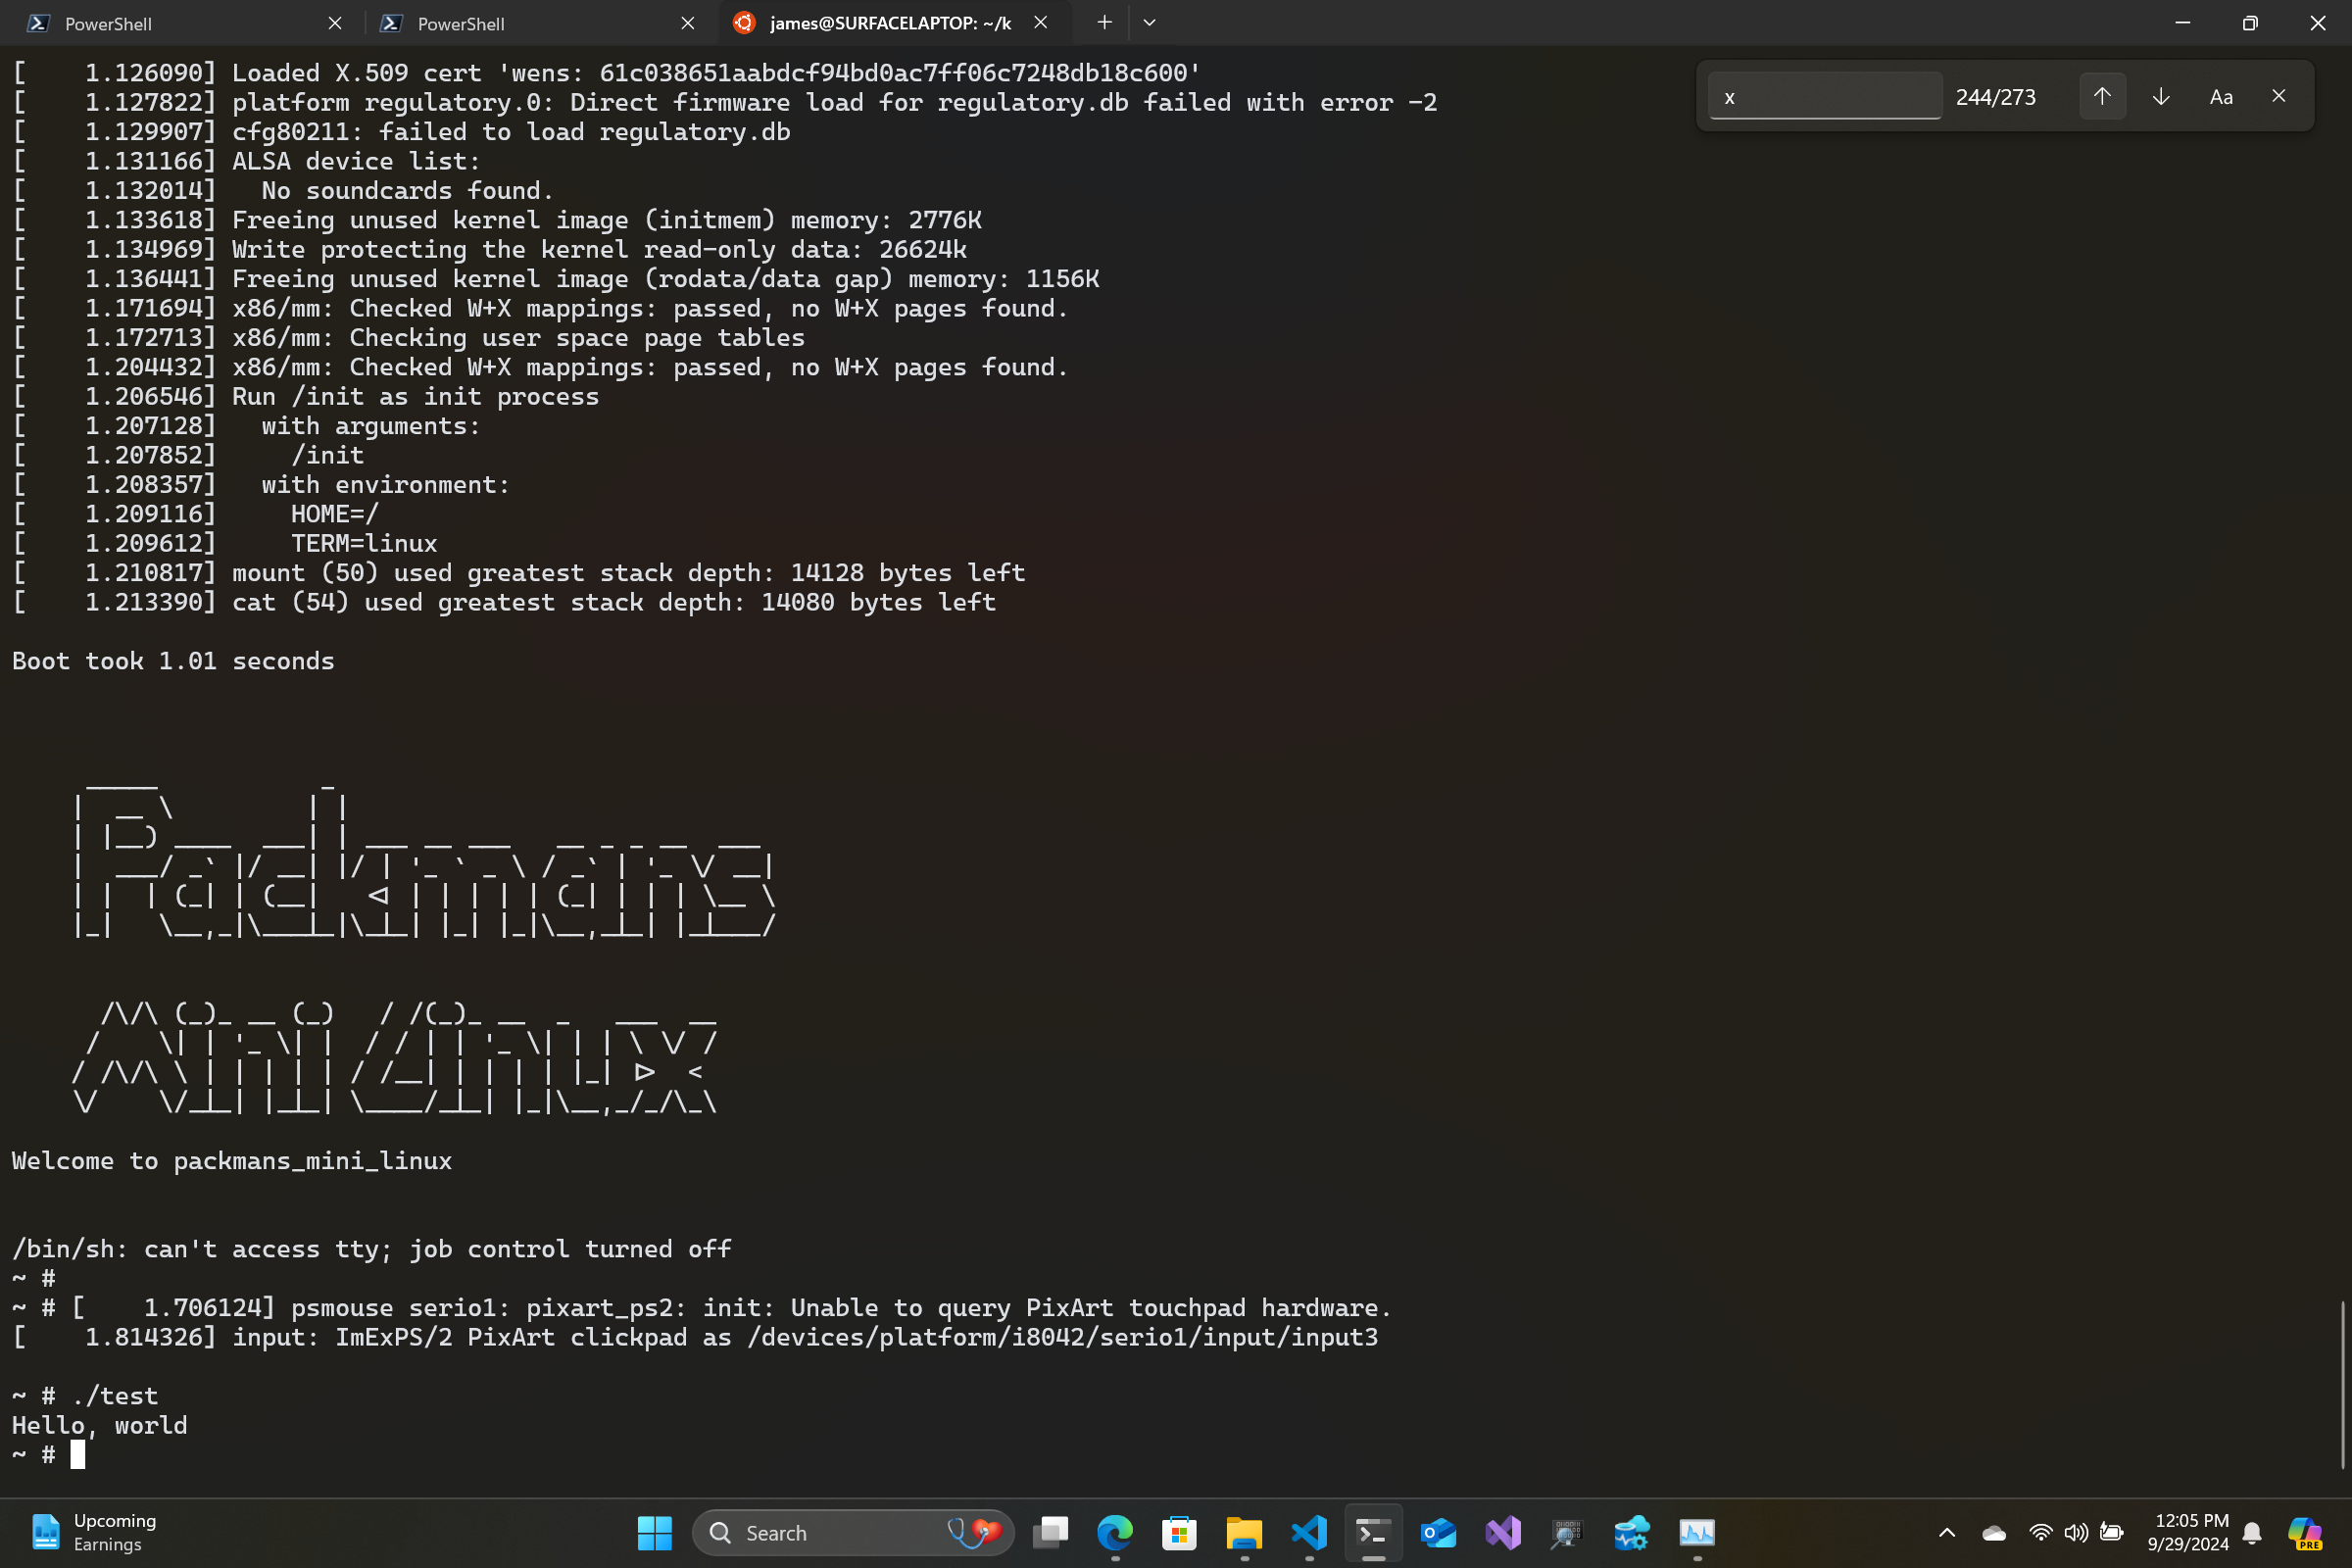 PowerShell
PowerShell
james@SURFACELAPTOP: ~/k
x
244/273
Aa
[    1.126090] Loaded X.509 cert 'wens: 61c038651aabdcf94bd0ac7ff06c7248db18c600'
[    1.127822] platform regulatory.0: Direct firmware load for regulatory.db failed with error -2
[    1.129907] cfg80211: failed to load regulatory.db
[    1.131166] ALSA device list:
[    1.132014]   No soundcards found.
[    1.133618] Freeing unused kernel image (initmem) memory: 2776K
[    1.134969] Write protecting the kernel read-only data: 26624k
[    1.136441] Freeing unused kernel image (rodata/data gap) memory: 1156K
[    1.171694] x86/mm: Checked W+X mappings: passed, no W+X pages found.
[    1.172713] x86/mm: Checking user space page tables
[    1.204432] x86/mm: Checked W+X mappings: passed, no W+X pages found.
[    1.206546] Run /init as init process
[    1.207128]   with arguments:
[    1.207852]     /init
[    1.208357]   with environment:
[    1.209116]     HOME=/
[    1.209612]     TERM=linux
[    1.210817] mount (50) used greatest stack depth: 14128 bytes left
[    1.213390] cat (54) used greatest stack depth: 14080 bytes left
Boot took 1.01 seconds
Packmans
Mini Linux
Welcome to packmans_mini_linux
/bin/sh: can't access tty; job control turned off
~ #
~ # [    1.706124] psmouse serio1: pixart_ps2: init: Unable to query PixArt touchpad hardware.
[    1.814326] input: ImExPS/2 PixArt clickpad as /devices/platform/i8042/serio1/input/input3
~ # ./test
Hello, world
~ #
Upcoming
Earnings
Search
12:05 PM
9/29/2024
PRE